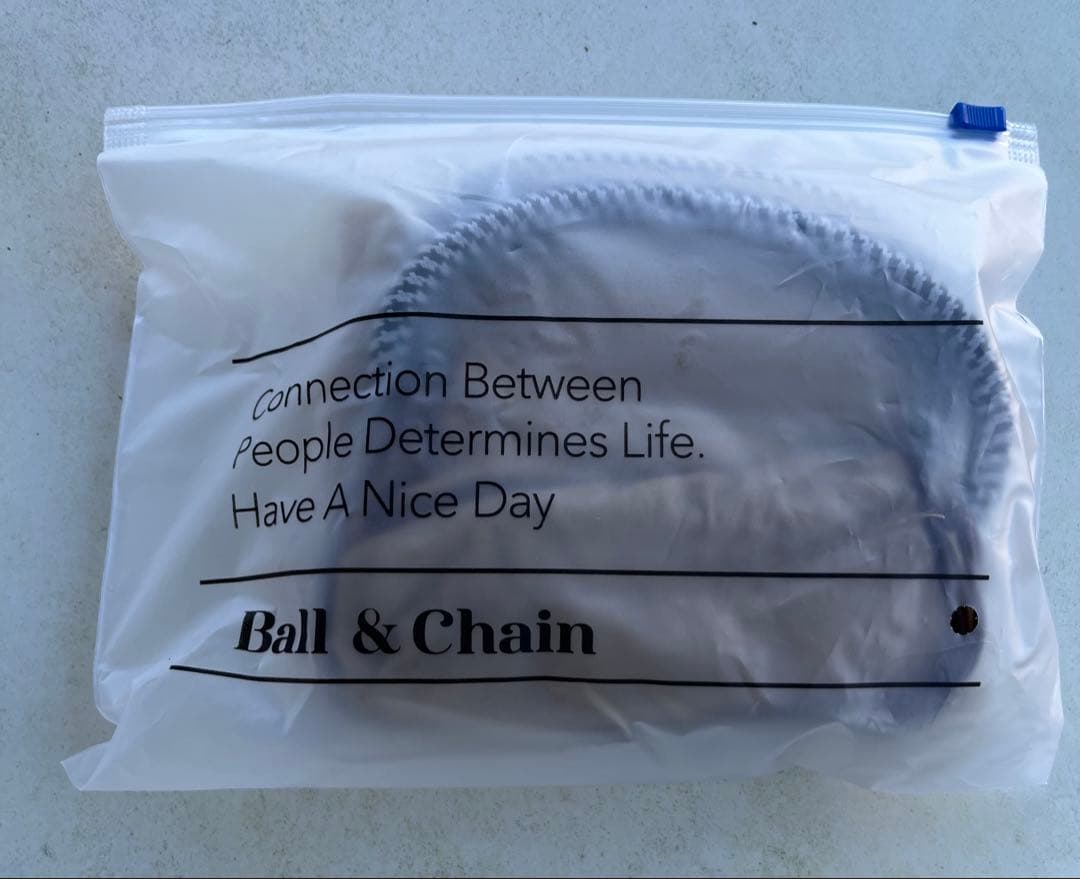 Connection Between
People Determines Life.
Have A Nice Day
Ball & Chain